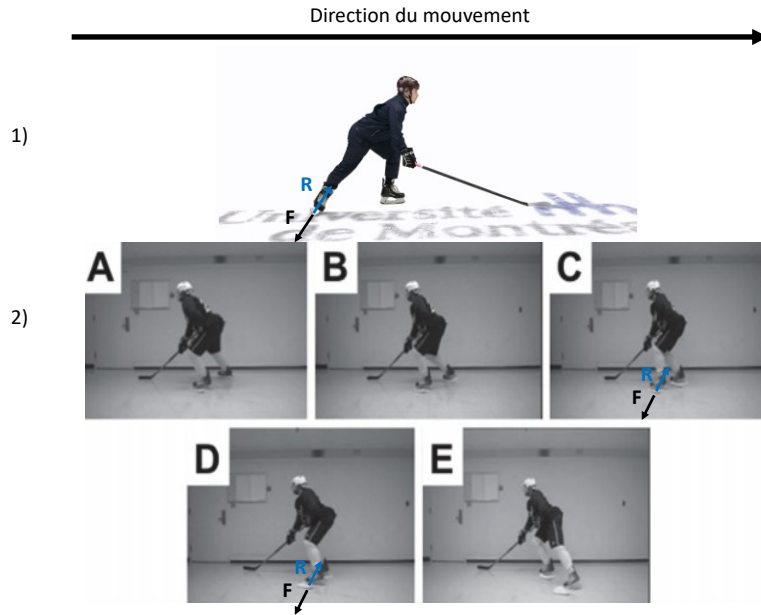 Direction du mouvement
1)
R
F
Université
de Montréal
2)
A
B
C
R
F
D
E
R
F